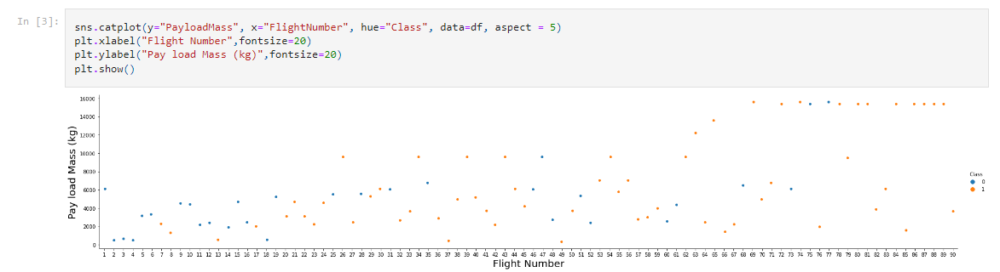 In [3]:
sns.catplot(y="PayloadMass", x="FlightNumber", hue="Class", data=df, aspect = 5)
plt.xlabel("Flight Number",fontsize=20)
plt.ylabel("Pay load Mass (kg)",fontsize=20)
plt.show()
Pay load Mass (kg)
16000
14000
12000
10000
8000
6000
4000
2000
0
Class
0
1
1 2 3 4 5 6 7 8 9 10 11 12 13 14 15 16 17 18 19 20 21 22 23 24 25 26 27 28 29 30 31 32 33 34 35 36 37 38 39 40 41 42 43 44 45 46 47 48 49 50 51 52 53 54 55 56 57 58 59 60 61 62 63 64 65 66 67 68 69 70 71 72 73 74 75 76 77 78 79 80 81 82 83 84 85 86 87 88 89 90
Flight Number